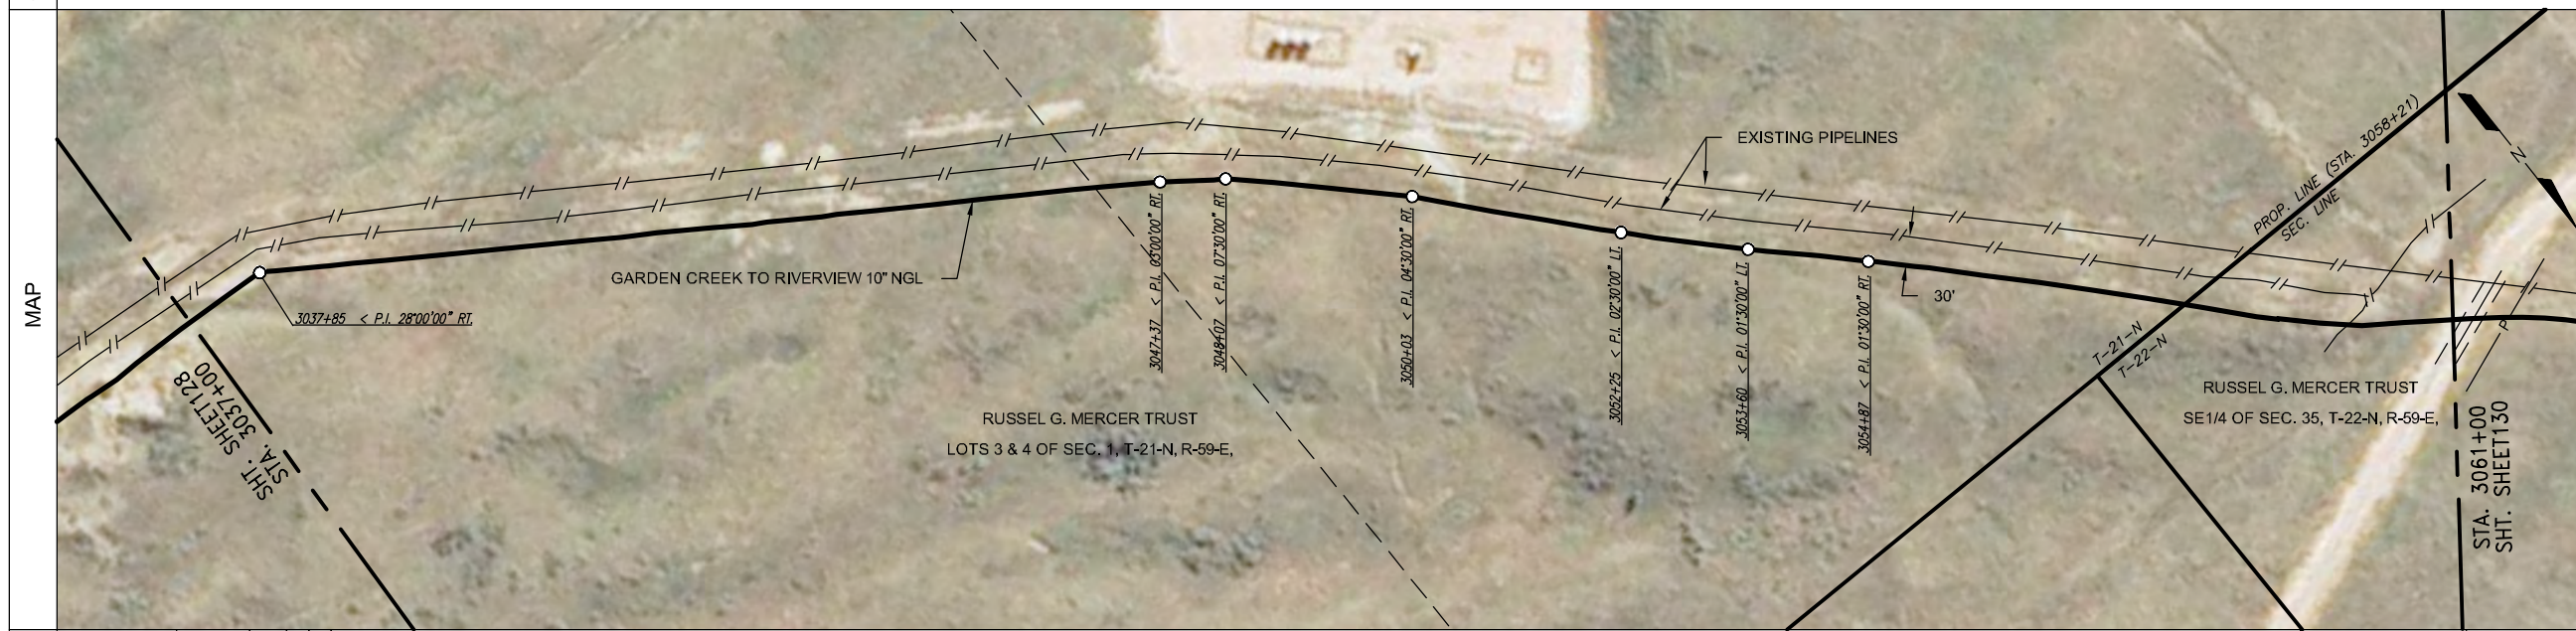 MAP
EXISTING PIPELINES
PROP. LINE (STA. 3058+21)
SEC. LINE
N
GARDEN CREEK TO RIVERVIEW 10" NGL
30'
3037+85 < P.I. 28°00'00" RT.
3047+37 < P.I. 03°00'00" RT.
3048+07 < P.I. 07°30'00" RT.
3050+03 < P.I. 04°30'00" RT.
3052+25 < P.I. 02°30'00" LT.
3053+60 < P.I. 01°30'00" LT.
3054+87 < P.I. 01°30'00" RT.
P
T-21-N
T-22-N
SHT. SHEET128
STA. 3037+00
RUSSEL G. MERCER TRUST
LOTS 3 & 4 OF SEC. 1, T-21-N, R-59-E,
RUSSEL G. MERCER TRUST
SE1/4 OF SEC. 35, T-22-N, R-59-E,
STA. 3061+00
SHT. SHEET130